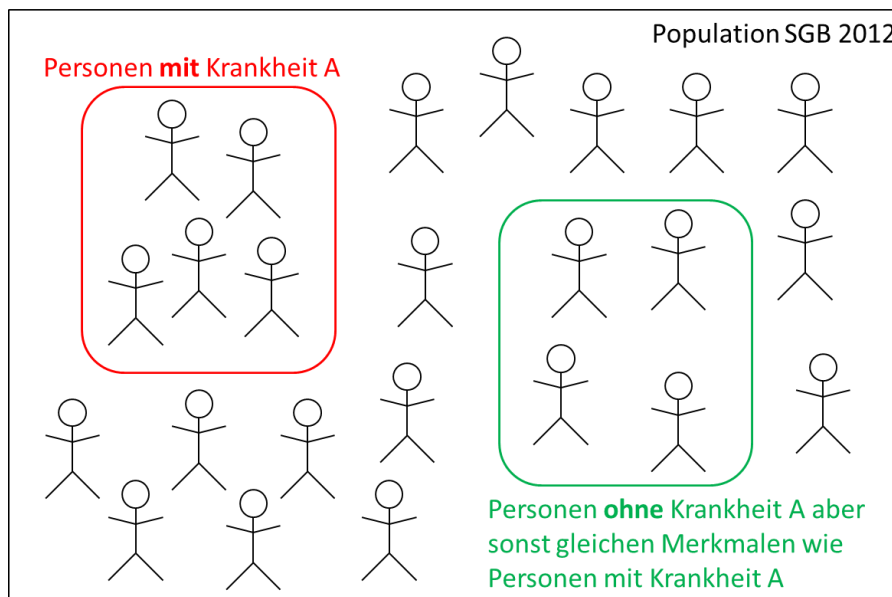 Population SGB 2012
Personen mit Krankheit A
Personen ohne Krankheit A aber
sonst gleichen Merkmalen wie
Personen mit Krankheit A